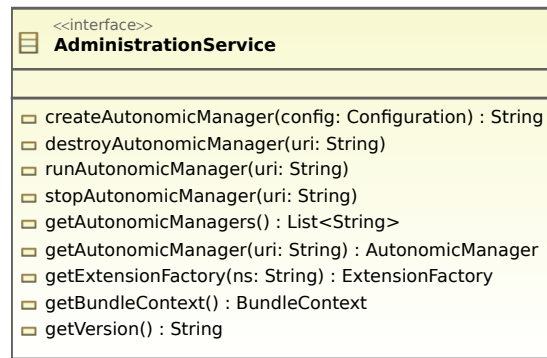 <<interface>>
AdministrationService
createAutonomicManager(config: Configuration) : String
destroyAutonomicManager(uri: String)
runAutonomicManager(uri: String)
stopAutonomicManager(uri: String)
getAutonomicManagers() : List<String>
getAutonomicManager(uri: String) : AutonomicManager
getExtensionFactory(ns: String) : ExtensionFactory
getBundleContext() : BundleContext
getVersion() : String